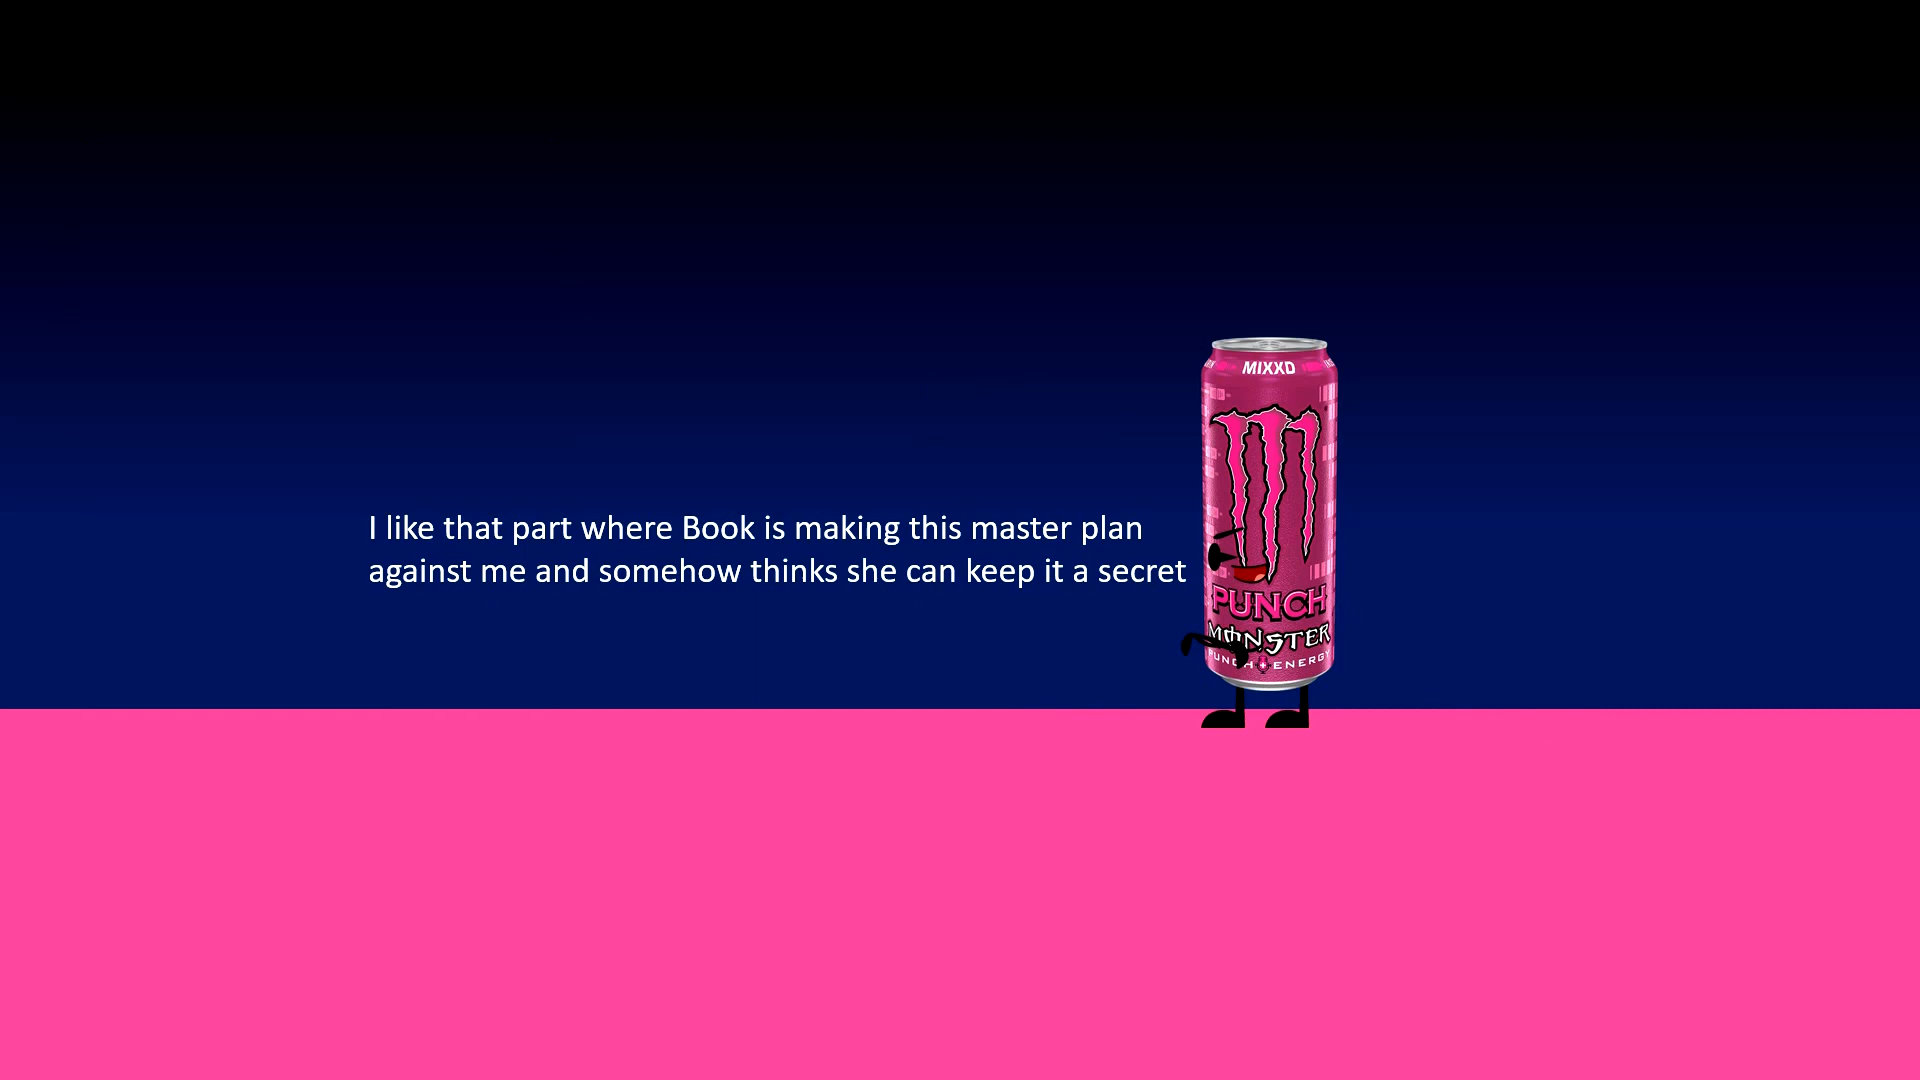 MIXXD
I like that part where Book is making this master plan
against me and somehow thinks she can keep it a secret
PUNCH
MONSTER
PUNCH ENERGY